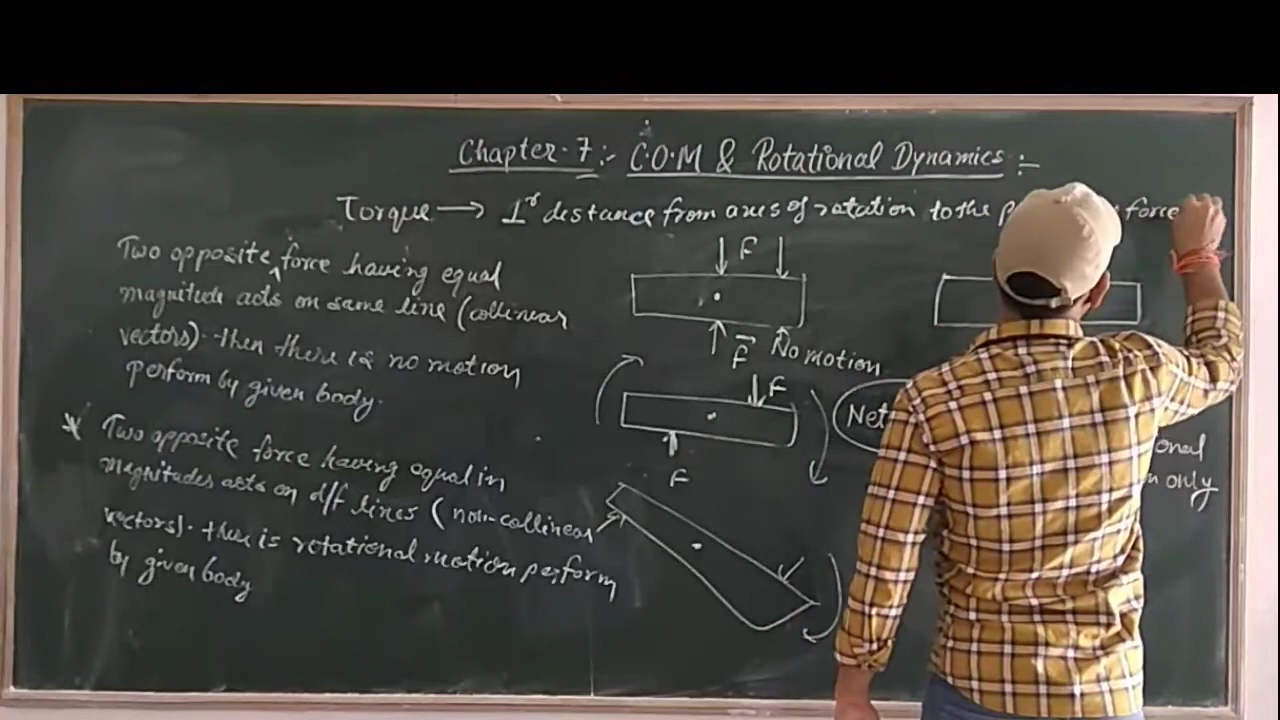 Chapter-7:- C.O.M & Rotational Dynamics :-
Torque → ⊥r distance from axes of rotation to the force
Two opposite force having equal
magnitude acts on same line (collinear
vectors). then there is no motion
perform by given body.
* Two opposite force having equal in
magnitudes acts on diff lines (non-collinear
vectors). there is rotational motion perform
by given body
F
F
No motion
F
F
Net
only